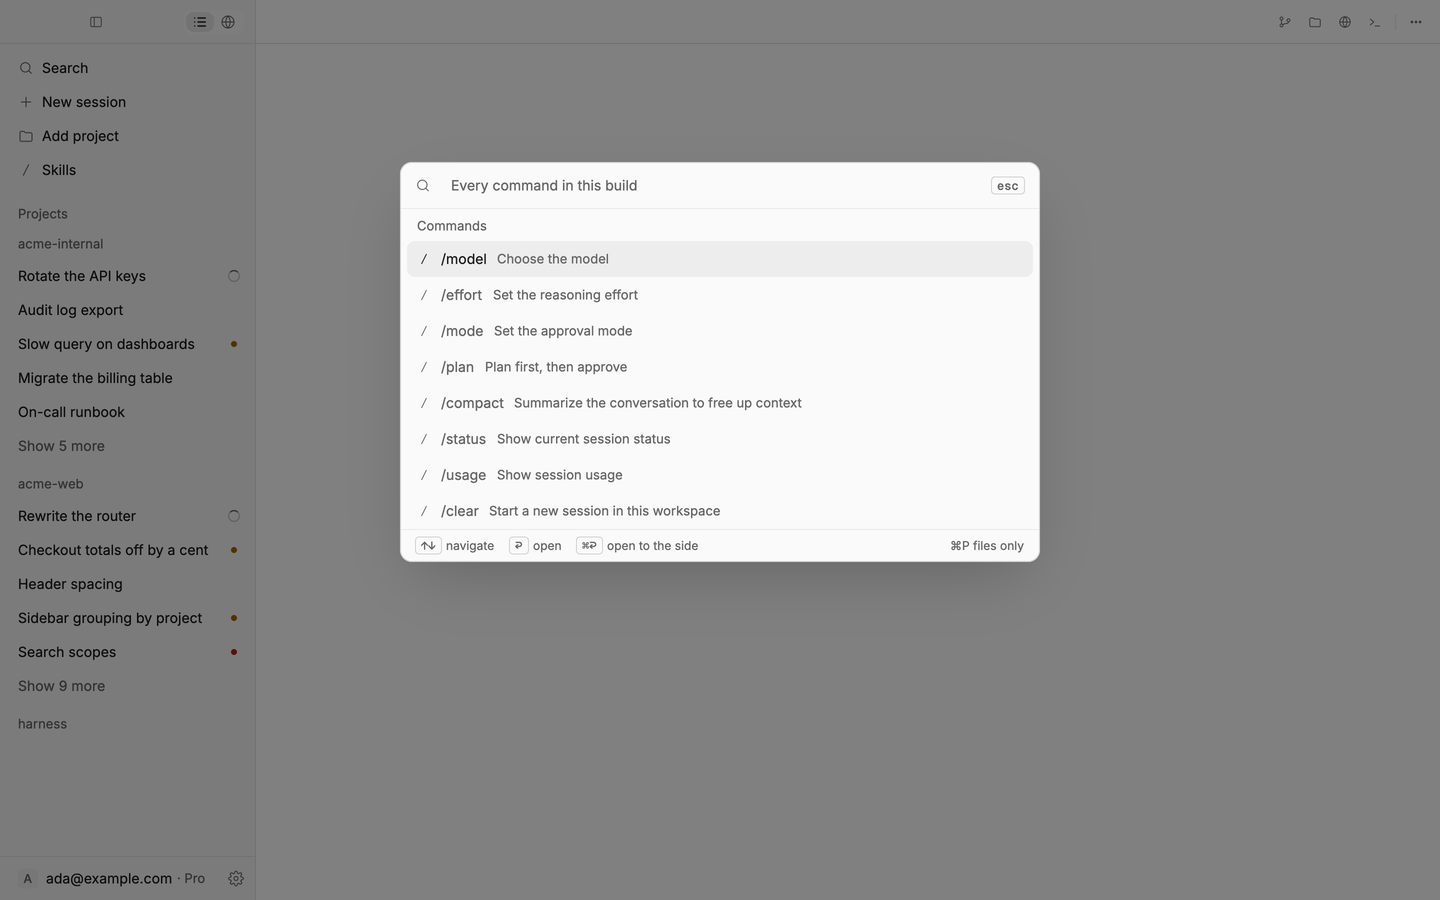 Search
New session
Add project
/ Skills
Projects
acme-internal
Rotate the API keys
Audit log export
Slow query on dashboards
Migrate the billing table
On-call runbook
Show 5 more
acme-web
Rewrite the router
Checkout totals off by a cent
Header spacing
Sidebar grouping by project
Search scopes
Show 9 more
harness
A ada@example.com · Pro
Every command in this build esc
Commands
/ /model Choose the model
/ /effort Set the reasoning effort
/ /mode Set the approval mode
/ /plan Plan first, then approve
/ /compact Summarize the conversation to free up context
/ /status Show current session status
/ /usage Show session usage
/ /clear Start a new session in this workspace
↑↓ navigate ↩ open ⌘↩ open to the side ⌘P files only